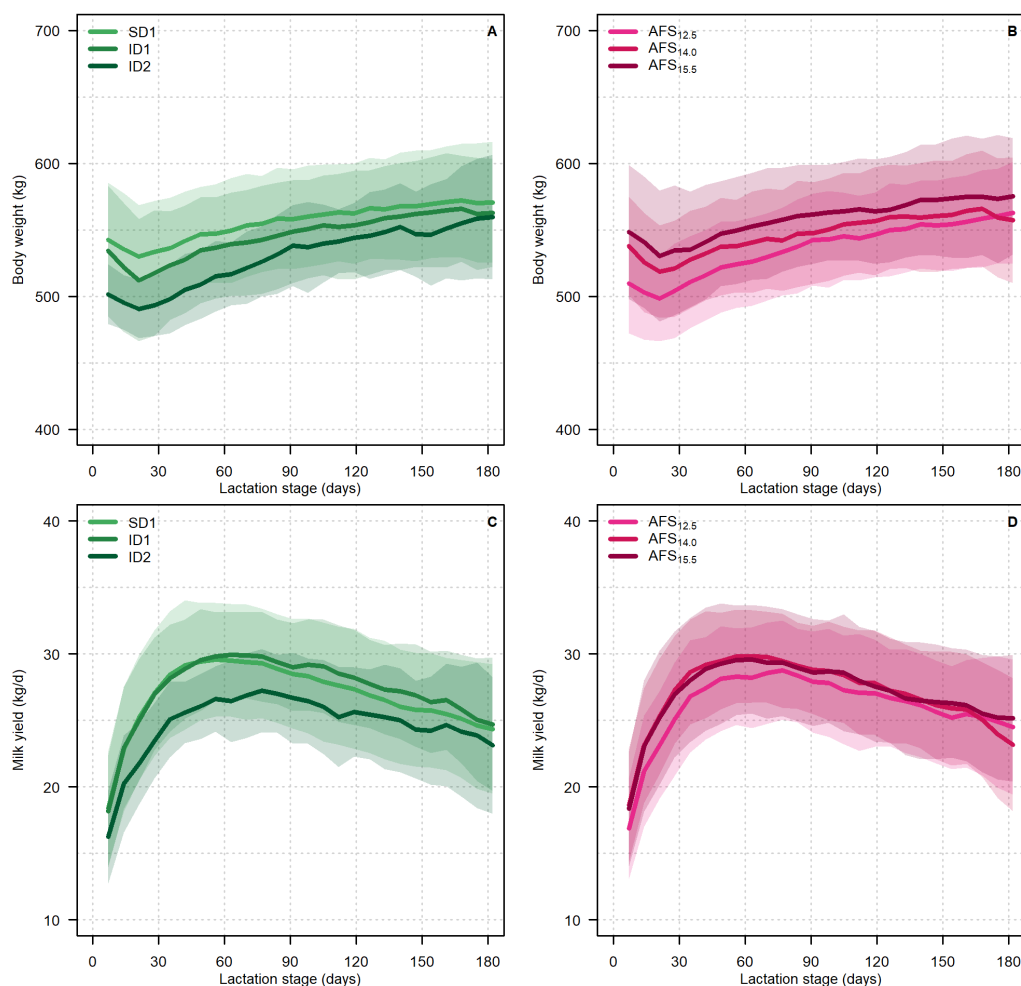 A
SD1
ID1
ID2
700
600
500
400
Body weight (kg)
0 30 60 90 120 150 180
Lactation stage (days)
B
AFS12.5
AFS14.0
AFS15.5
700
600
500
400
Body weight (kg)
0 30 60 90 120 150 180
Lactation stage (days)
C
SD1
ID1
ID2
40
30
20
10
Milk yield (kg/d)
0 30 60 90 120 150 180
Lactation stage (days)
D
AFS12.5
AFS14.0
AFS15.5
40
30
20
10
Milk yield (kg/d)
0 30 60 90 120 150 180
Lactation stage (days)